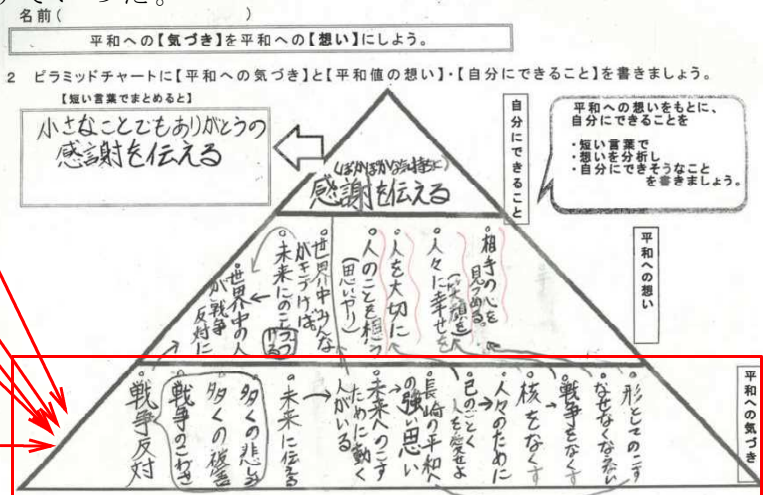 名前( )
平和への【気づき】を平和への【想い】にしよう。
2 ピラミッドチャートに【平和への気づき】と【平和値の想い】・【自分にできること】を書きましょう。
【短い言葉でまとめると】
小さなことでもありがとうの
感謝を伝える
自分にできること
平和への想いをもとに、
自分にできることを
・短い言葉で
・想いを分析し
・自分にできそうなこと
を書きましょう。
(ぽかぽかな気持ちに)
感謝を伝える
平和への想い
相手の心を
見つめる。
人々に幸せを
(笑顔を)
人を大切に
人のことを想う
(思いやり)
世界中みんな
未来にのこ
世界中の人
が戦争
反対に
平和への気づき
形としてのこす
なぜなくならない
戦争をなくす
核をなくす
人々のために
己のごとく
人を愛せよ
長崎の平和へ
の強い思い
未来へのこす
ために動く
人がいる
未来に伝える
多くの悲しみ
多くの被害
戦争のこわさ
戦争反対